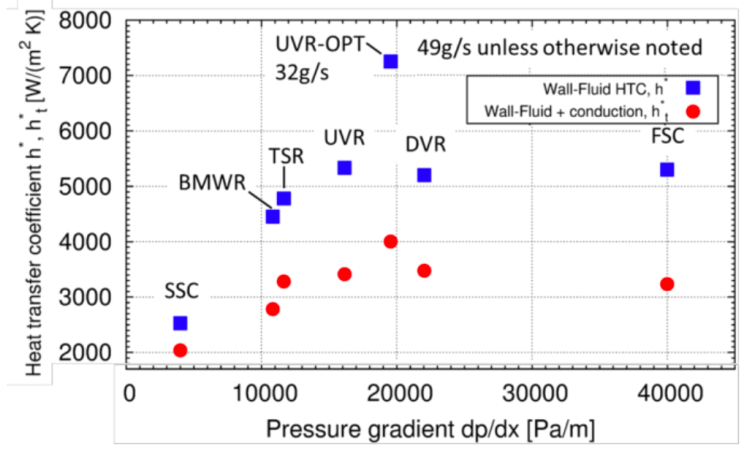 8000
7000
6000
5000
4000
3000
2000
Heat transfer coefficient h*, h*t [W/(m2 K)]
UVR-OPT
32g/s
49g/s unless otherwise noted
Wall-Fluid HTC, h*
Wall-Fluid + conduction, h*t
FSC
UVR
DVR
TSR
BMWR
SSC
0 10000 20000 30000 40000
Pressure gradient dp/dx [Pa/m]